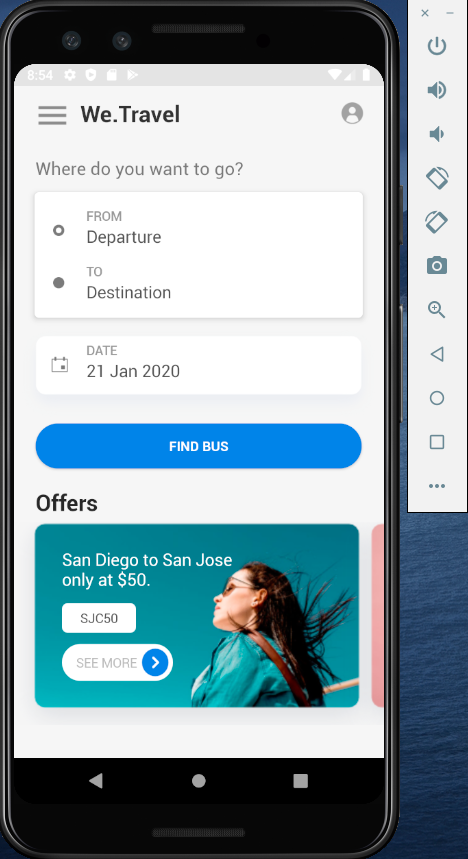 8:54
We.Travel
Where do you want to go?
FROM
Departure
TO
Destination
DATE
21 Jan 2020
FIND BUS
Offers
San Diego to San Jose
only at $50.
SJC50
SEE MORE